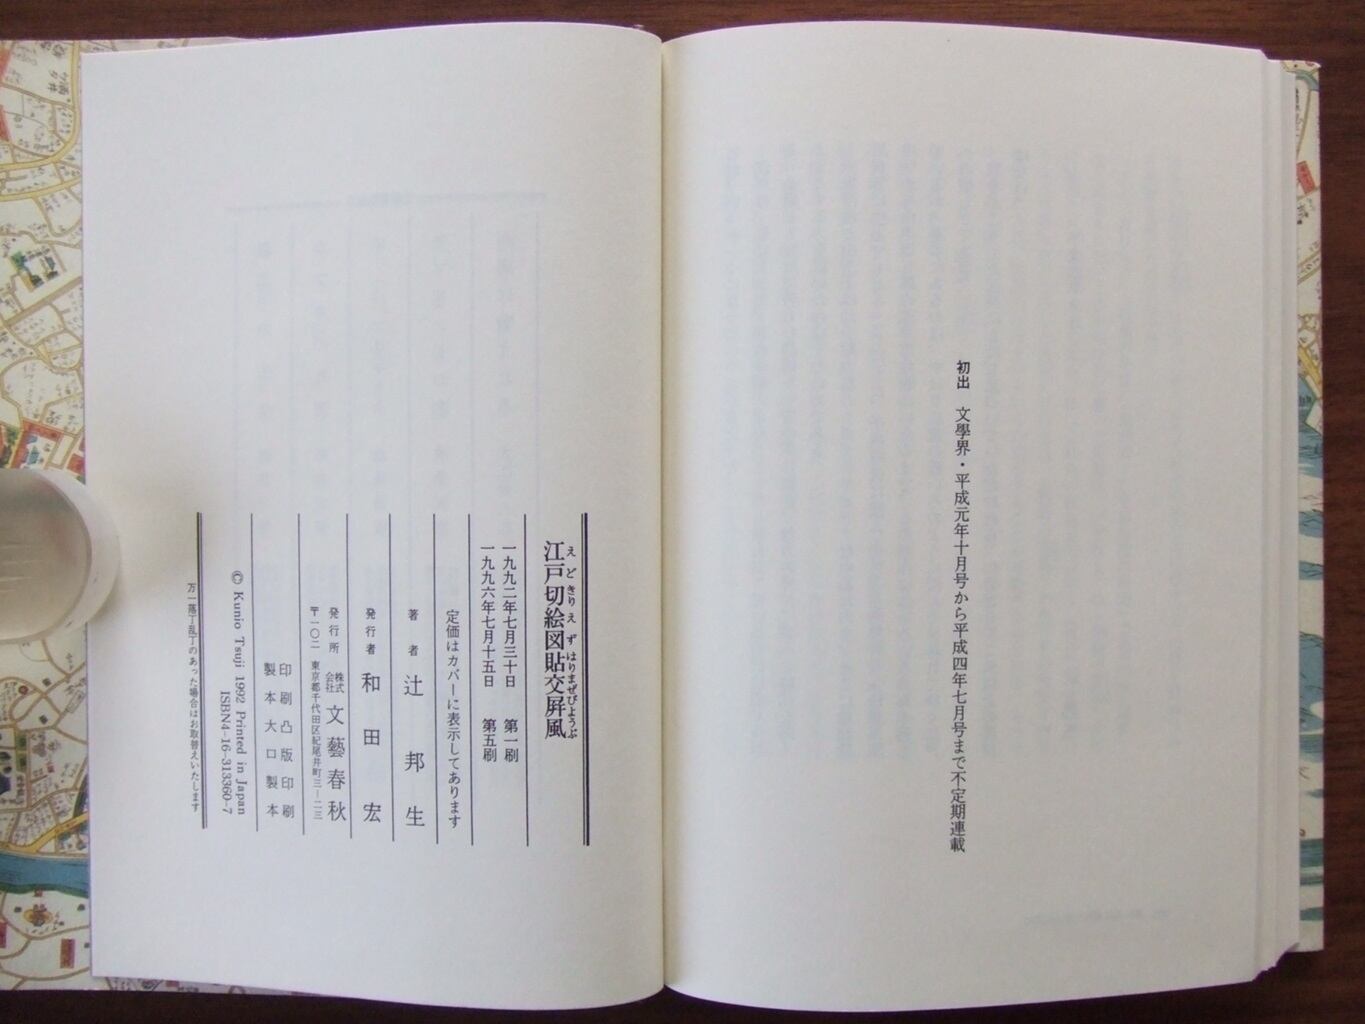 初出　文學界・平成元年十月号から平成四年七月号まで不定期連載
江戸切絵図貼交屛風
えどきりえずはりまぜびようぶ
一九九二年七月三十日　第一刷
一九九六年七月十五日　第五刷
定価はカバーに表示してあります
著者　辻邦生
発行者　和田宏
発行所　株式会社　文藝春秋
〒一〇二　東京都千代田区紀尾井町三―二三
印刷　凸版印刷
製本　大口製本
© Kunio Tsuji 1992 Printed in Japan
ISBN4-16-313360-7
万一落丁乱丁のあった場合はお取替えいたします